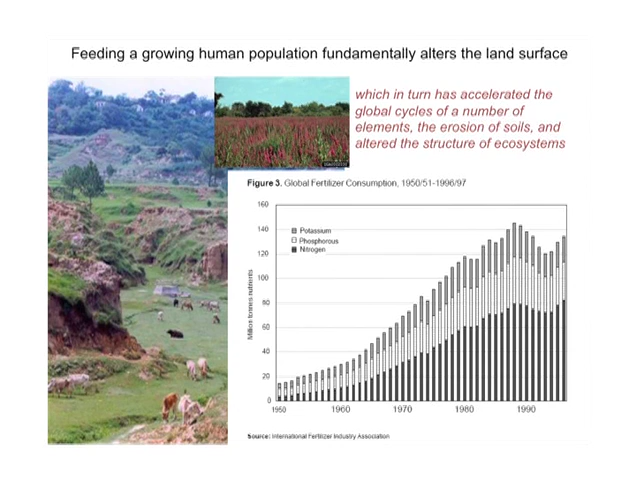 Feeding a growing human population fundamentally alters the land surface
which in turn has accelerated the
global cycles of a number of
elements, the erosion of soils, and
altered the structure of ecosystems
Figure 3. Global Fertilizer Consumption, 1950/51-1996/97
160
140
120
100
80
60
40
20
0
Million tonnes nutrients
Potassium
Phosphorous
Nitrogen
1950 1960 1970 1980 1990
Source: International Fertilizer Industry Association